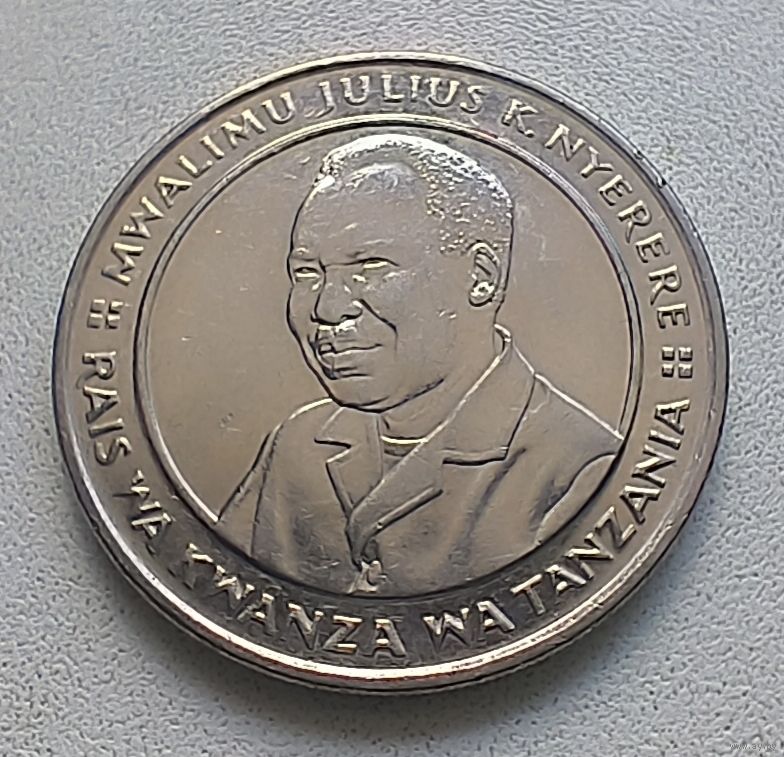 MWALIMU JULIUS K. NYERERE
RAIS WA KWANZA WA TANZANIA